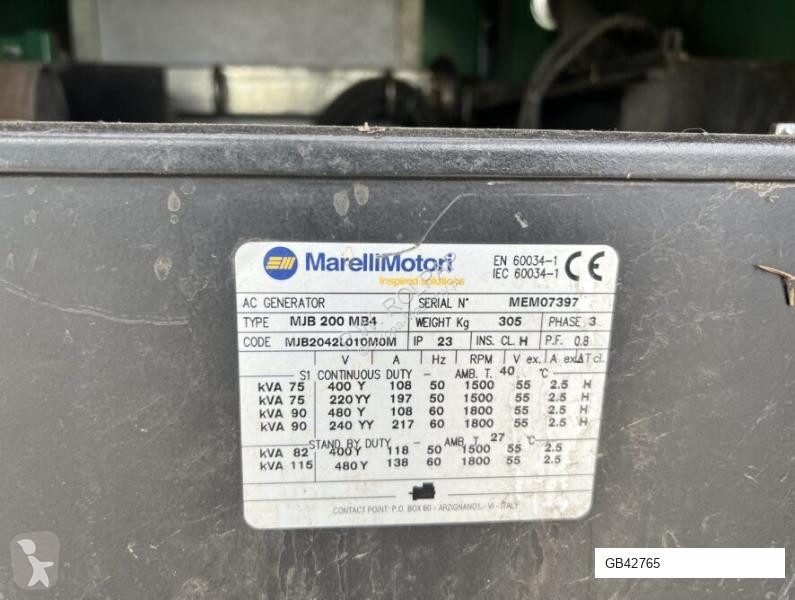 MarelliMotori
Inspired solutions
EN 60034-1
IEC 60034-1
CE
AC GENERATOR SERIAL N° MEM07397
TYPE MJB 200 MB4 WEIGHT Kg 305 PHASE 3
CODE MJB2042L010M0M IP 23 INS. CL. H P.F. 0.8
V A Hz RPM V ex. A ex. ΔT cl.
S1 CONTINUOUS DUTY - AMB. T. 40 °C
kVA 75 400 Y 108 50 1500 55 2.5 H
kVA 75 220 YY 197 50 1500 55 2.5 H
kVA 90 480 Y 108 60 1800 55 2.5 H
kVA 90 240 YY 217 60 1800 55 2.5 H
STAND BY DUTY - AMB. T. 27 °C
kVA 82 400Y 118 50 1500 55 2.5
kVA 115 480Y 138 60 1800 55 2.5
CONTACT POINT: P.O. BOX 60 - ARZIGNANO - VI - ITALY
GB42765